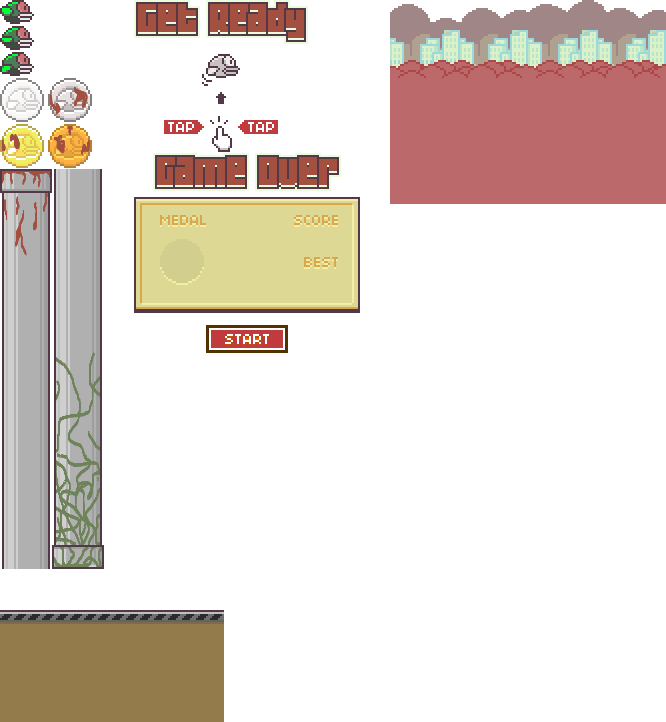 Get Ready
TAP TAP
Game Over
MEDAL SCORE
BEST
START